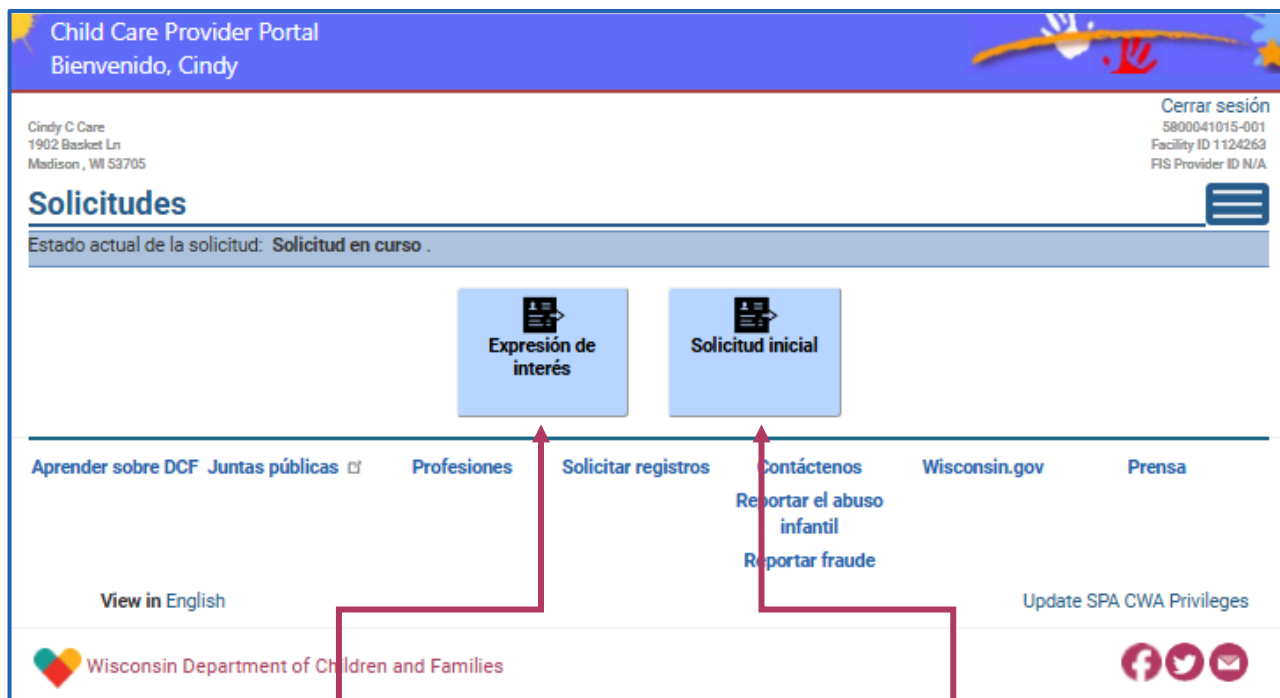 Child Care Provider Portal
Bienvenido, Cindy
Cerrar sesión
Cindy C Care
5800041015-001
1902 Basket Ln
Facility ID 1124263
Madison , WI 53705
FIS Provider ID N/A
Solicitudes
Estado actual de la solicitud: Solicitud en curso .
Expresión de
interés
Solicitud inicial
Aprender sobre DCF Juntas públicas Profesiones Solicitar registros Contáctenos Wisconsin.gov Prensa
Reportar el abuso
infantil
Reportar fraude
View in English Update SPA CWA Privileges
Wisconsin Department of Children and Families